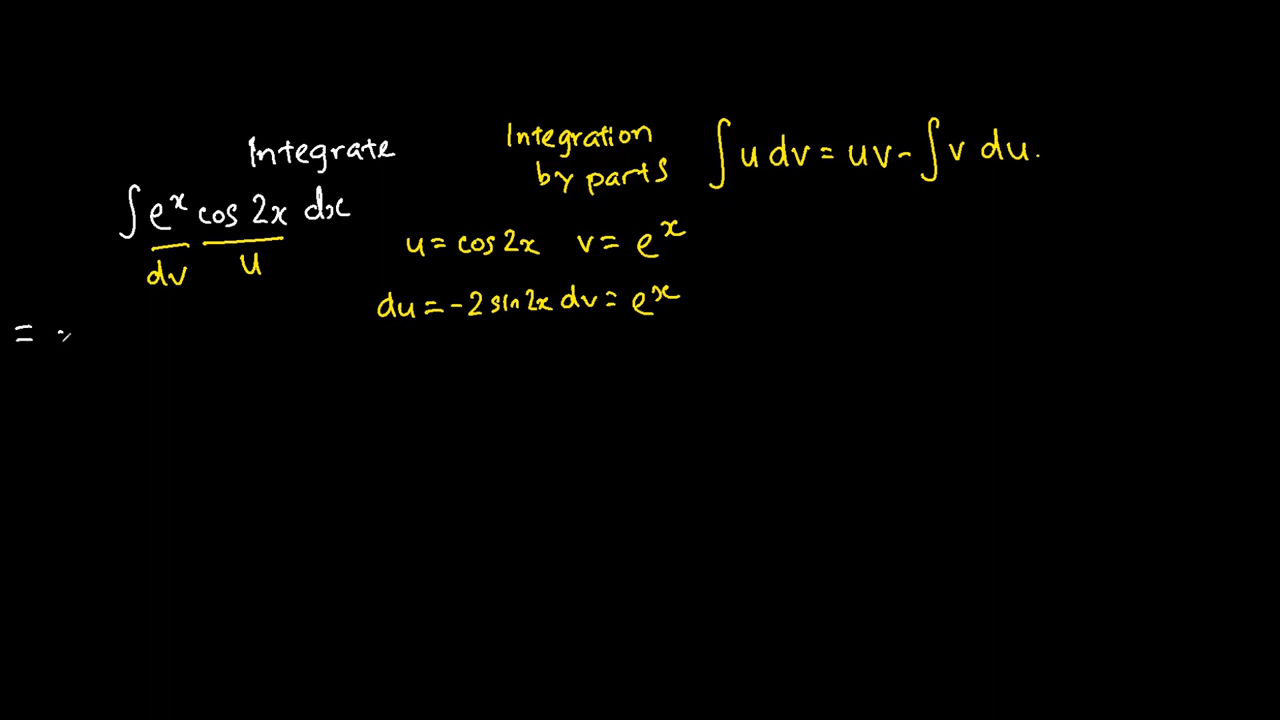 Integrate
∫ e^x cos 2x dx
dv u
Integration
by parts
∫ u dv = uv - ∫ v du.
u = cos 2x v = e^x
du = -2 sin 2x dv = e^x
=